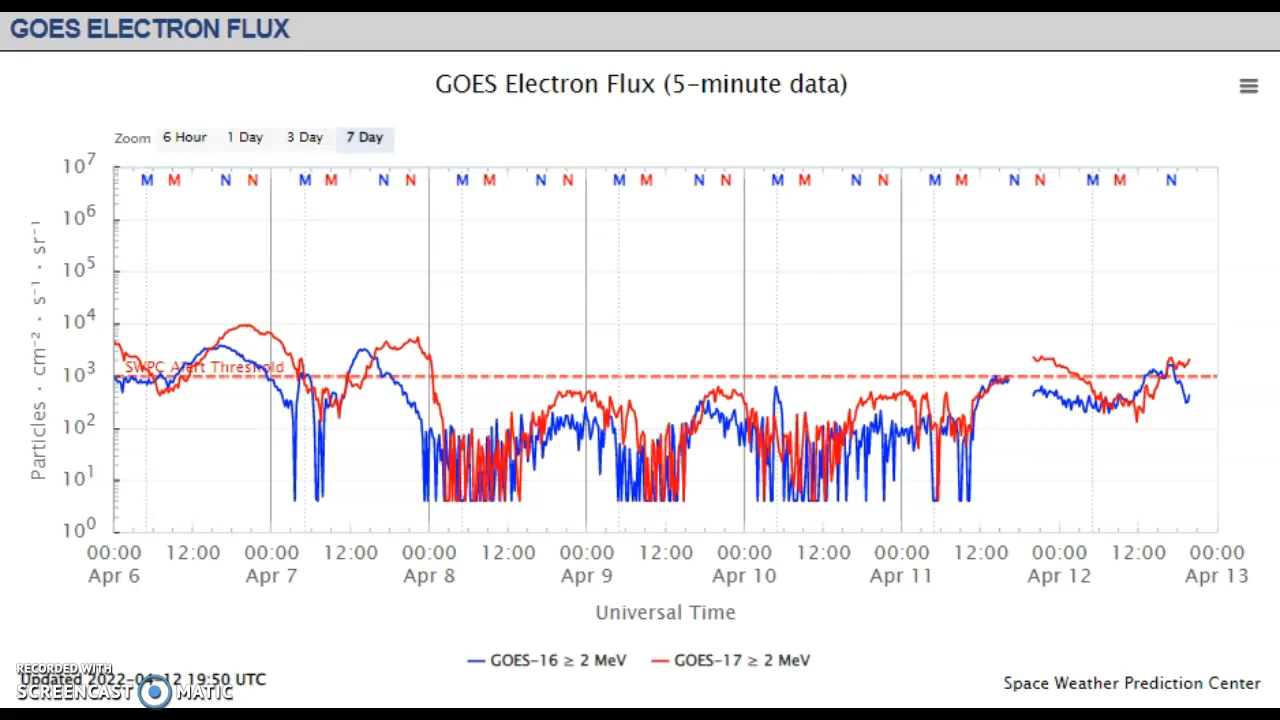 GOES ELECTRON FLUX
GOES Electron Flux (5-minute data)
Zoom 6 Hour 1 Day 3 Day 7 Day
M M N N M M N N M M N N M M N N M M N N M M N N M M N
10⁷
10⁶
10⁵
10⁴
10³
10²
10¹
10⁰
Particles · cm⁻² · s⁻¹ · sr⁻¹
SWPC Alert Threshold
00:00 12:00 00:00 12:00 00:00 12:00 00:00 12:00 00:00 12:00 00:00 12:00 00:00 12:00 00:00
Apr 6 Apr 7 Apr 8 Apr 9 Apr 10 Apr 11 Apr 12 Apr 13
Universal Time
GOES-16 ≥ 2 MeV GOES-17 ≥ 2 MeV
RECORDED WITH
Updated 2022-04-12 19:50 UTC
SCREENCAST MATIC
Space Weather Prediction Center